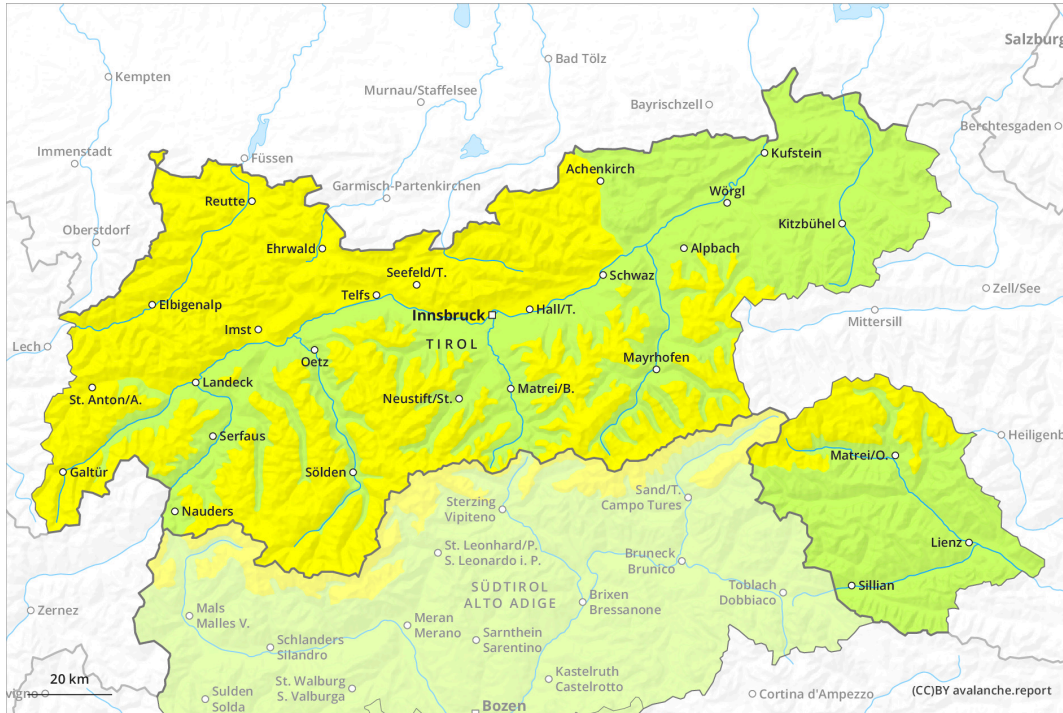 Salzburg
Bad Tölz
Kempten
Murnau/Staffelsee
Bayrischzell
Berchtesgaden
Immenstadt
Füssen
Kufstein
Achenkirch
Garmisch-Partenkirchen
Reutte
Wörgl
Oberstdorf
Kitzbühel
Ehrwald
Alpbach
Seefeld/T.
Schwaz
Zell/See
Telfs
Elbigenalp
Innsbruck
Hall/T.
Mittersill
Imst
Lech
TIROL
Mayrhofen
Oetz
Landeck
Matrei/B.
St. Anton/A.
Neustift/St.
Serfaus
Heiligenb
Matrei/O.
Galtür
Sölden
Sand/T.
Campo Tures
Sterzing
Vipiteno
Nauders
Lienz
St. Leonhard/P.
S. Leonardo i. P.
Bruneck
Brunico
Sillian
SÜDTIROL
ALTO ADIGE
Toblach
Dobbiaco
Brixen
Bressanone
Zernez
Mals
Malles V.
Meran
Merano
Sarnthein
Sarentino
Schlanders
Silandro
Kastelruth
Castelrotto
20 km
St. Walburg
S. Valburga
vigno
Sulden
Solda
Cortina d'Ampezzo
(CC)BY avalanche.report
Bozen